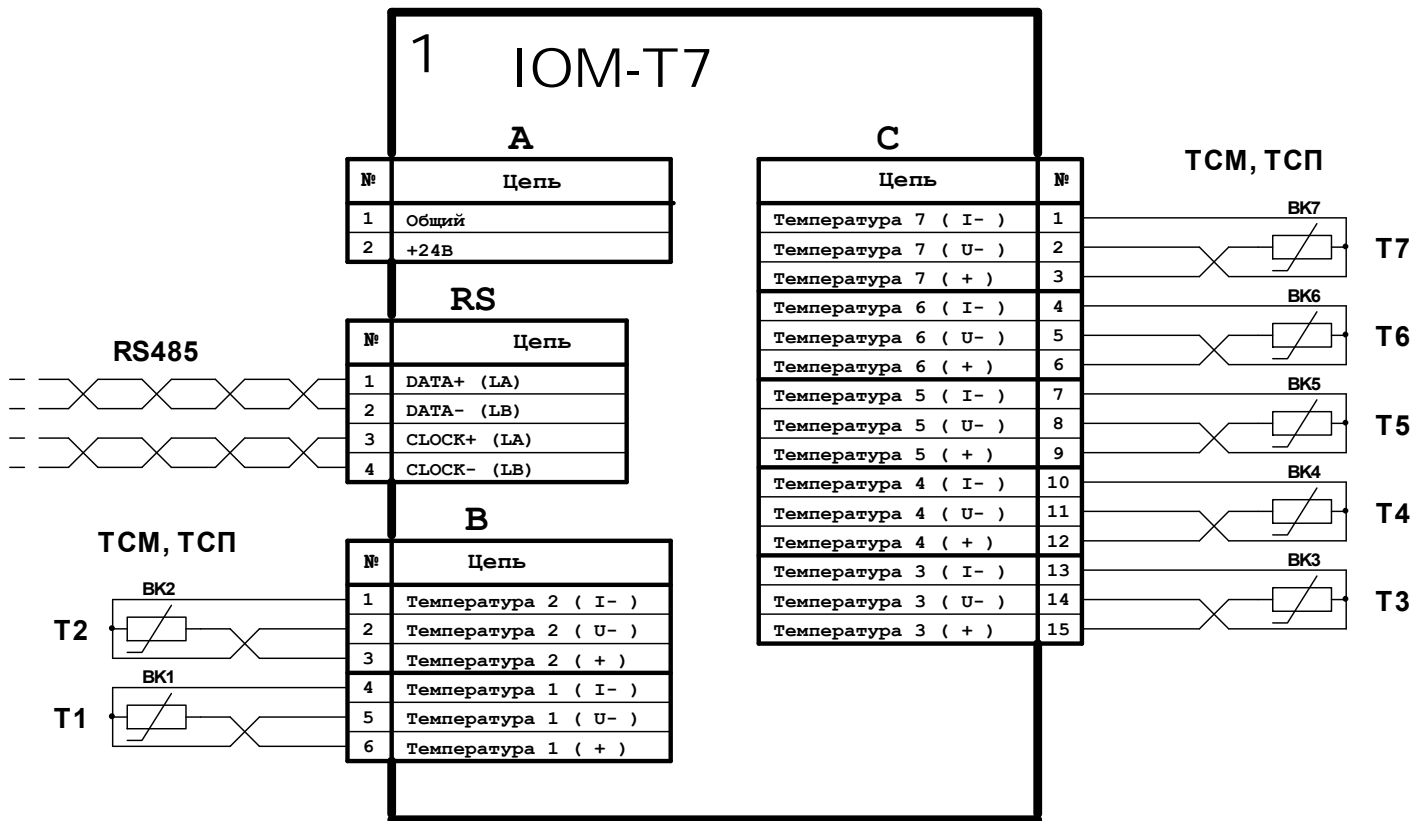 1 IOM-T7
A
№ Цепь
1 Общий
2 +24В
RS
№ Цепь
1 DATA+ (LA)
2 DATA- (LB)
3 CLOCK+ (LA)
4 CLOCK- (LB)
RS485
B
№ Цепь
1 Температура 2 ( I- )
2 Температура 2 ( U- )
3 Температура 2 ( + )
4 Температура 1 ( I- )
5 Температура 1 ( U- )
6 Температура 1 ( + )
ТСМ, ТСП
BK2
T2
BK1
T1
C
Цепь №
Температура 7 ( I- ) 1
Температура 7 ( U- ) 2
Температура 7 ( + ) 3
Температура 6 ( I- ) 4
Температура 6 ( U- ) 5
Температура 6 ( + ) 6
Температура 5 ( I- ) 7
Температура 5 ( U- ) 8
Температура 5 ( + ) 9
Температура 4 ( I- ) 10
Температура 4 ( U- ) 11
Температура 4 ( + ) 12
Температура 3 ( I- ) 13
Температура 3 ( U- ) 14
Температура 3 ( + ) 15
ТСМ, ТСП
BK7
T7
BK6
T6
BK5
T5
BK4
T4
BK3
T3